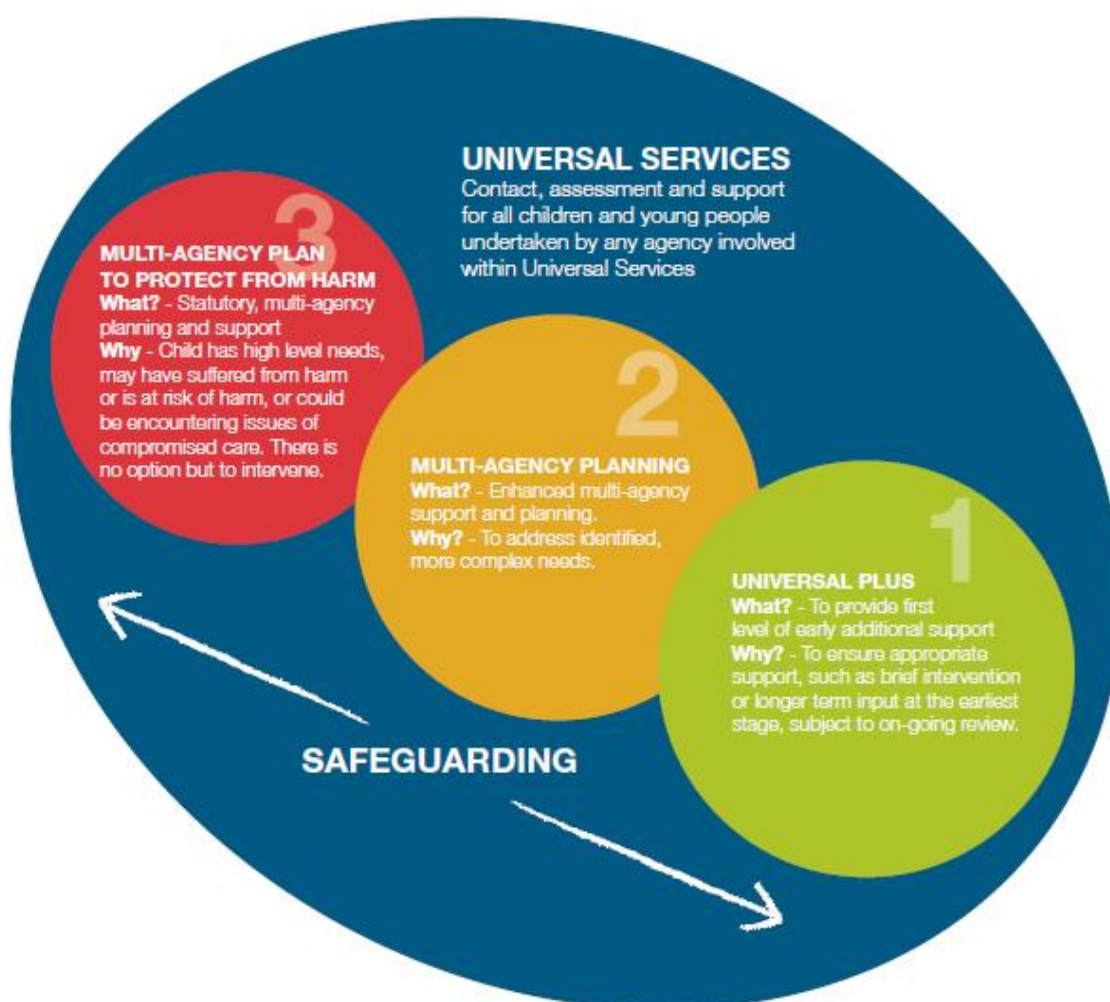 UNIVERSAL SERVICES
Contact, assessment and support
for all children and young people
undertaken by any agency involved
within Universal Services
3
MULTI-AGENCY PLAN
TO PROTECT FROM HARM
What? - Statutory, multi-agency
planning and support
Why - Child has high level needs,
may have suffered from harm
or is at risk of harm, or could
be encountering issues of
compromised care. There is
no option but to intervene.
2
MULTI-AGENCY PLANNING
What? - Enhanced multi-agency
support and planning.
Why? - To address identified,
more complex needs.
1
UNIVERSAL PLUS
What? - To provide first
level of early additional support
Why? - To ensure appropriate
support, such as brief intervention
or longer term input at the earliest
stage, subject to on-going review.
SAFEGUARDING